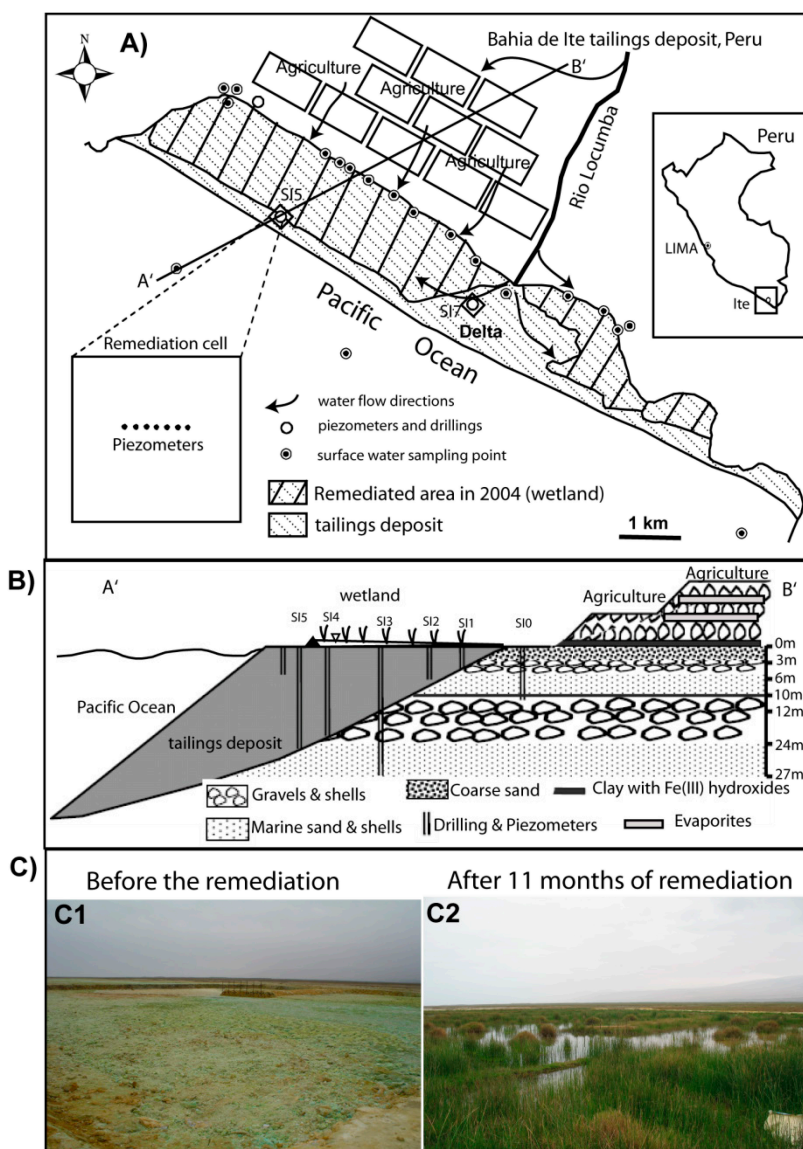 A)
N
Bahia de Ite tailings deposit, Peru
B'
Agriculture
Agriculture
Agriculture
Rio Locumba
Peru
LIMA
Ite
SI5
A'
SI7
Delta
Pacific
Ocean
Remediation cell
Piezometers
water flow directions
piezometers and drillings
surface water sampling point
Remediated area in 2004 (wetland)
tailings deposit
1 km
B)
A'
B'
wetland
Agriculture
Agriculture
SI5
SI4
SI3
SI2
SI1
SI0
0m
3m
6m
10m
12m
24m
27m
Pacific Ocean
tailings deposit
Gravels & shells
Coarse sand
Clay with Fe(III) hydroxides
Marine sand & shells
Drilling & Piezometers
Evaporites
C)
Before the remediation
After 11 months of remediation
C1
C2